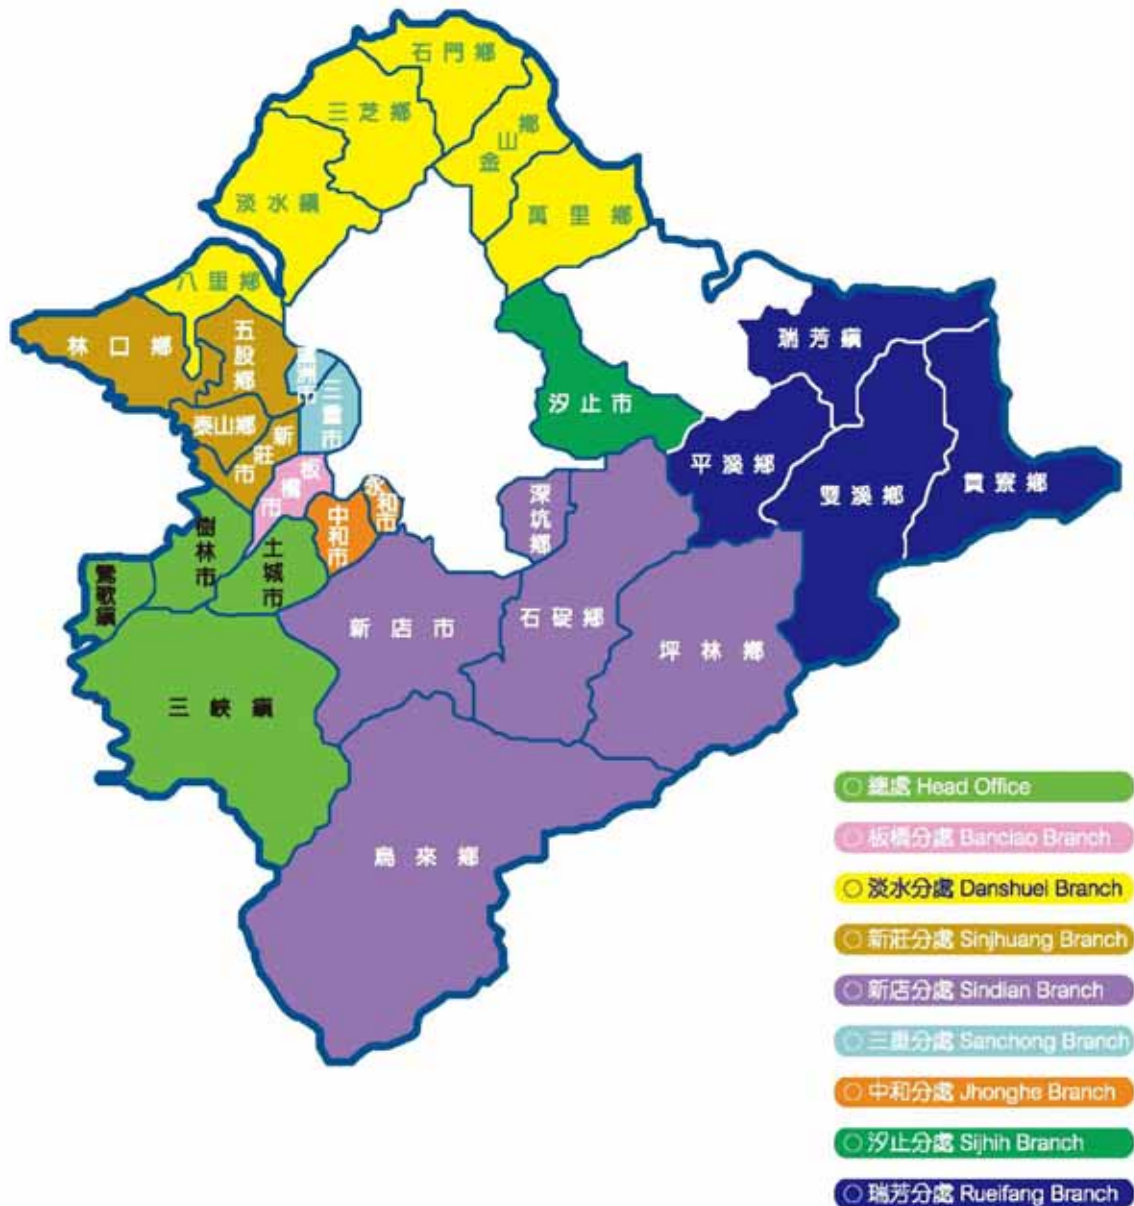 石門鄉
三芝鄉
金山鄉
淡水鎮
萬里鄉
八里鄉
林口鄉
五股鄉
瑞芳鎮
蘆洲市
三重市
汐止市
泰山鄉
新莊市
平溪鄉
雙溪鄉
貢寮鄉
板橋市
永和市
中和市
深坑鄉
樹林市
土城市
鶯歌鎮
新店市
石碇鄉
坪林鄉
三峽鎮
烏來鄉
總處 Head Office
板橋分處 Banciao Branch
淡水分處 Danshuei Branch
新莊分處 Sinjhuang Branch
新店分處 Sindian Branch
三重分處 Sanchong Branch
中和分處 Jhonghe Branch
汐止分處 Sijhih Branch
瑞芳分處 Rueifang Branch